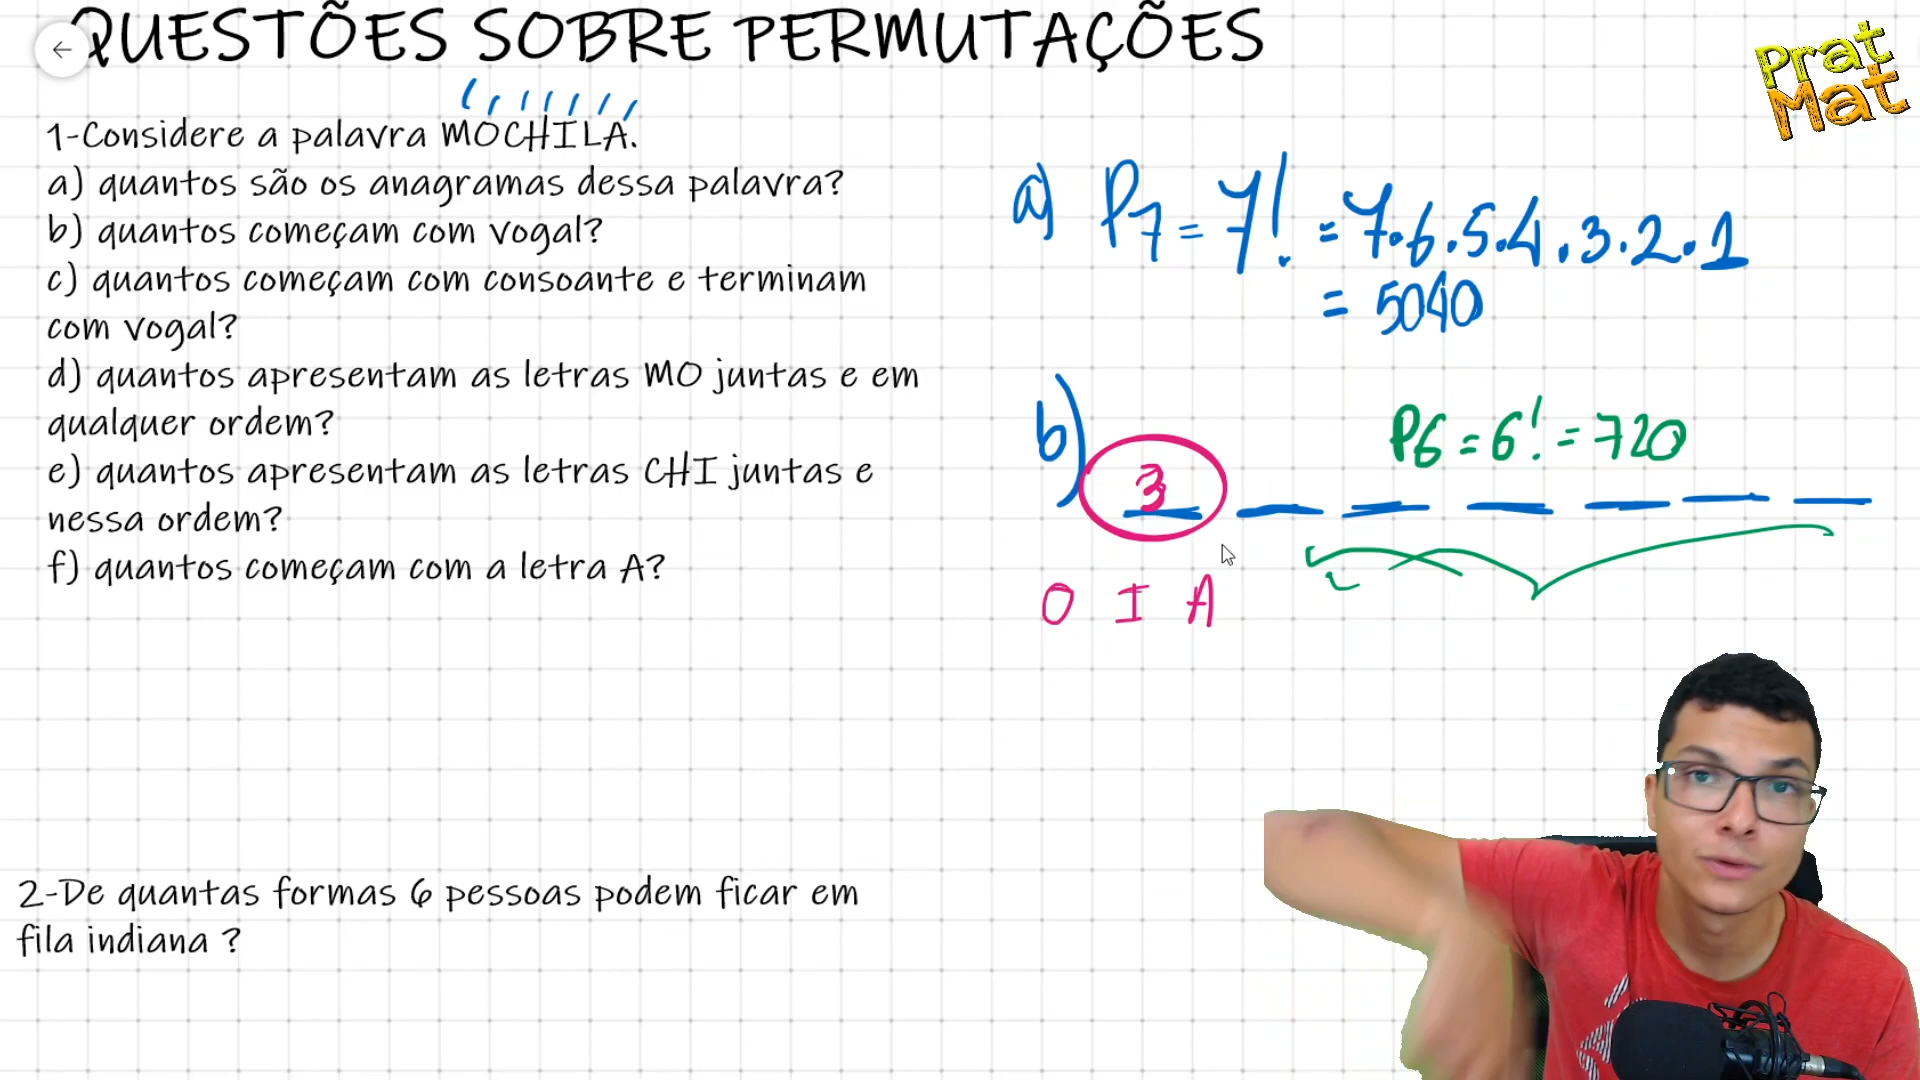 QUESTÕES SOBRE PERMUTAÇÕES
Prat
Mat
1-Considere a palavra MOCHILA.
a) quantos são os anagramas dessa palavra?
b) quantos começam com vogal?
c) quantos começam com consoante e terminam
com vogal?
d) quantos apresentam as letras MO juntas e em
qualquer ordem?
e) quantos apresentam as letras CHI juntas e
nessa ordem?
f) quantos começam com a letra A?
a) P7 = 7! = 7.6.5.4.3.2.1
= 5040
b) P6 = 6! = 720
3
O I A
2-De quantas formas 6 pessoas podem ficar em
fila indiana ?